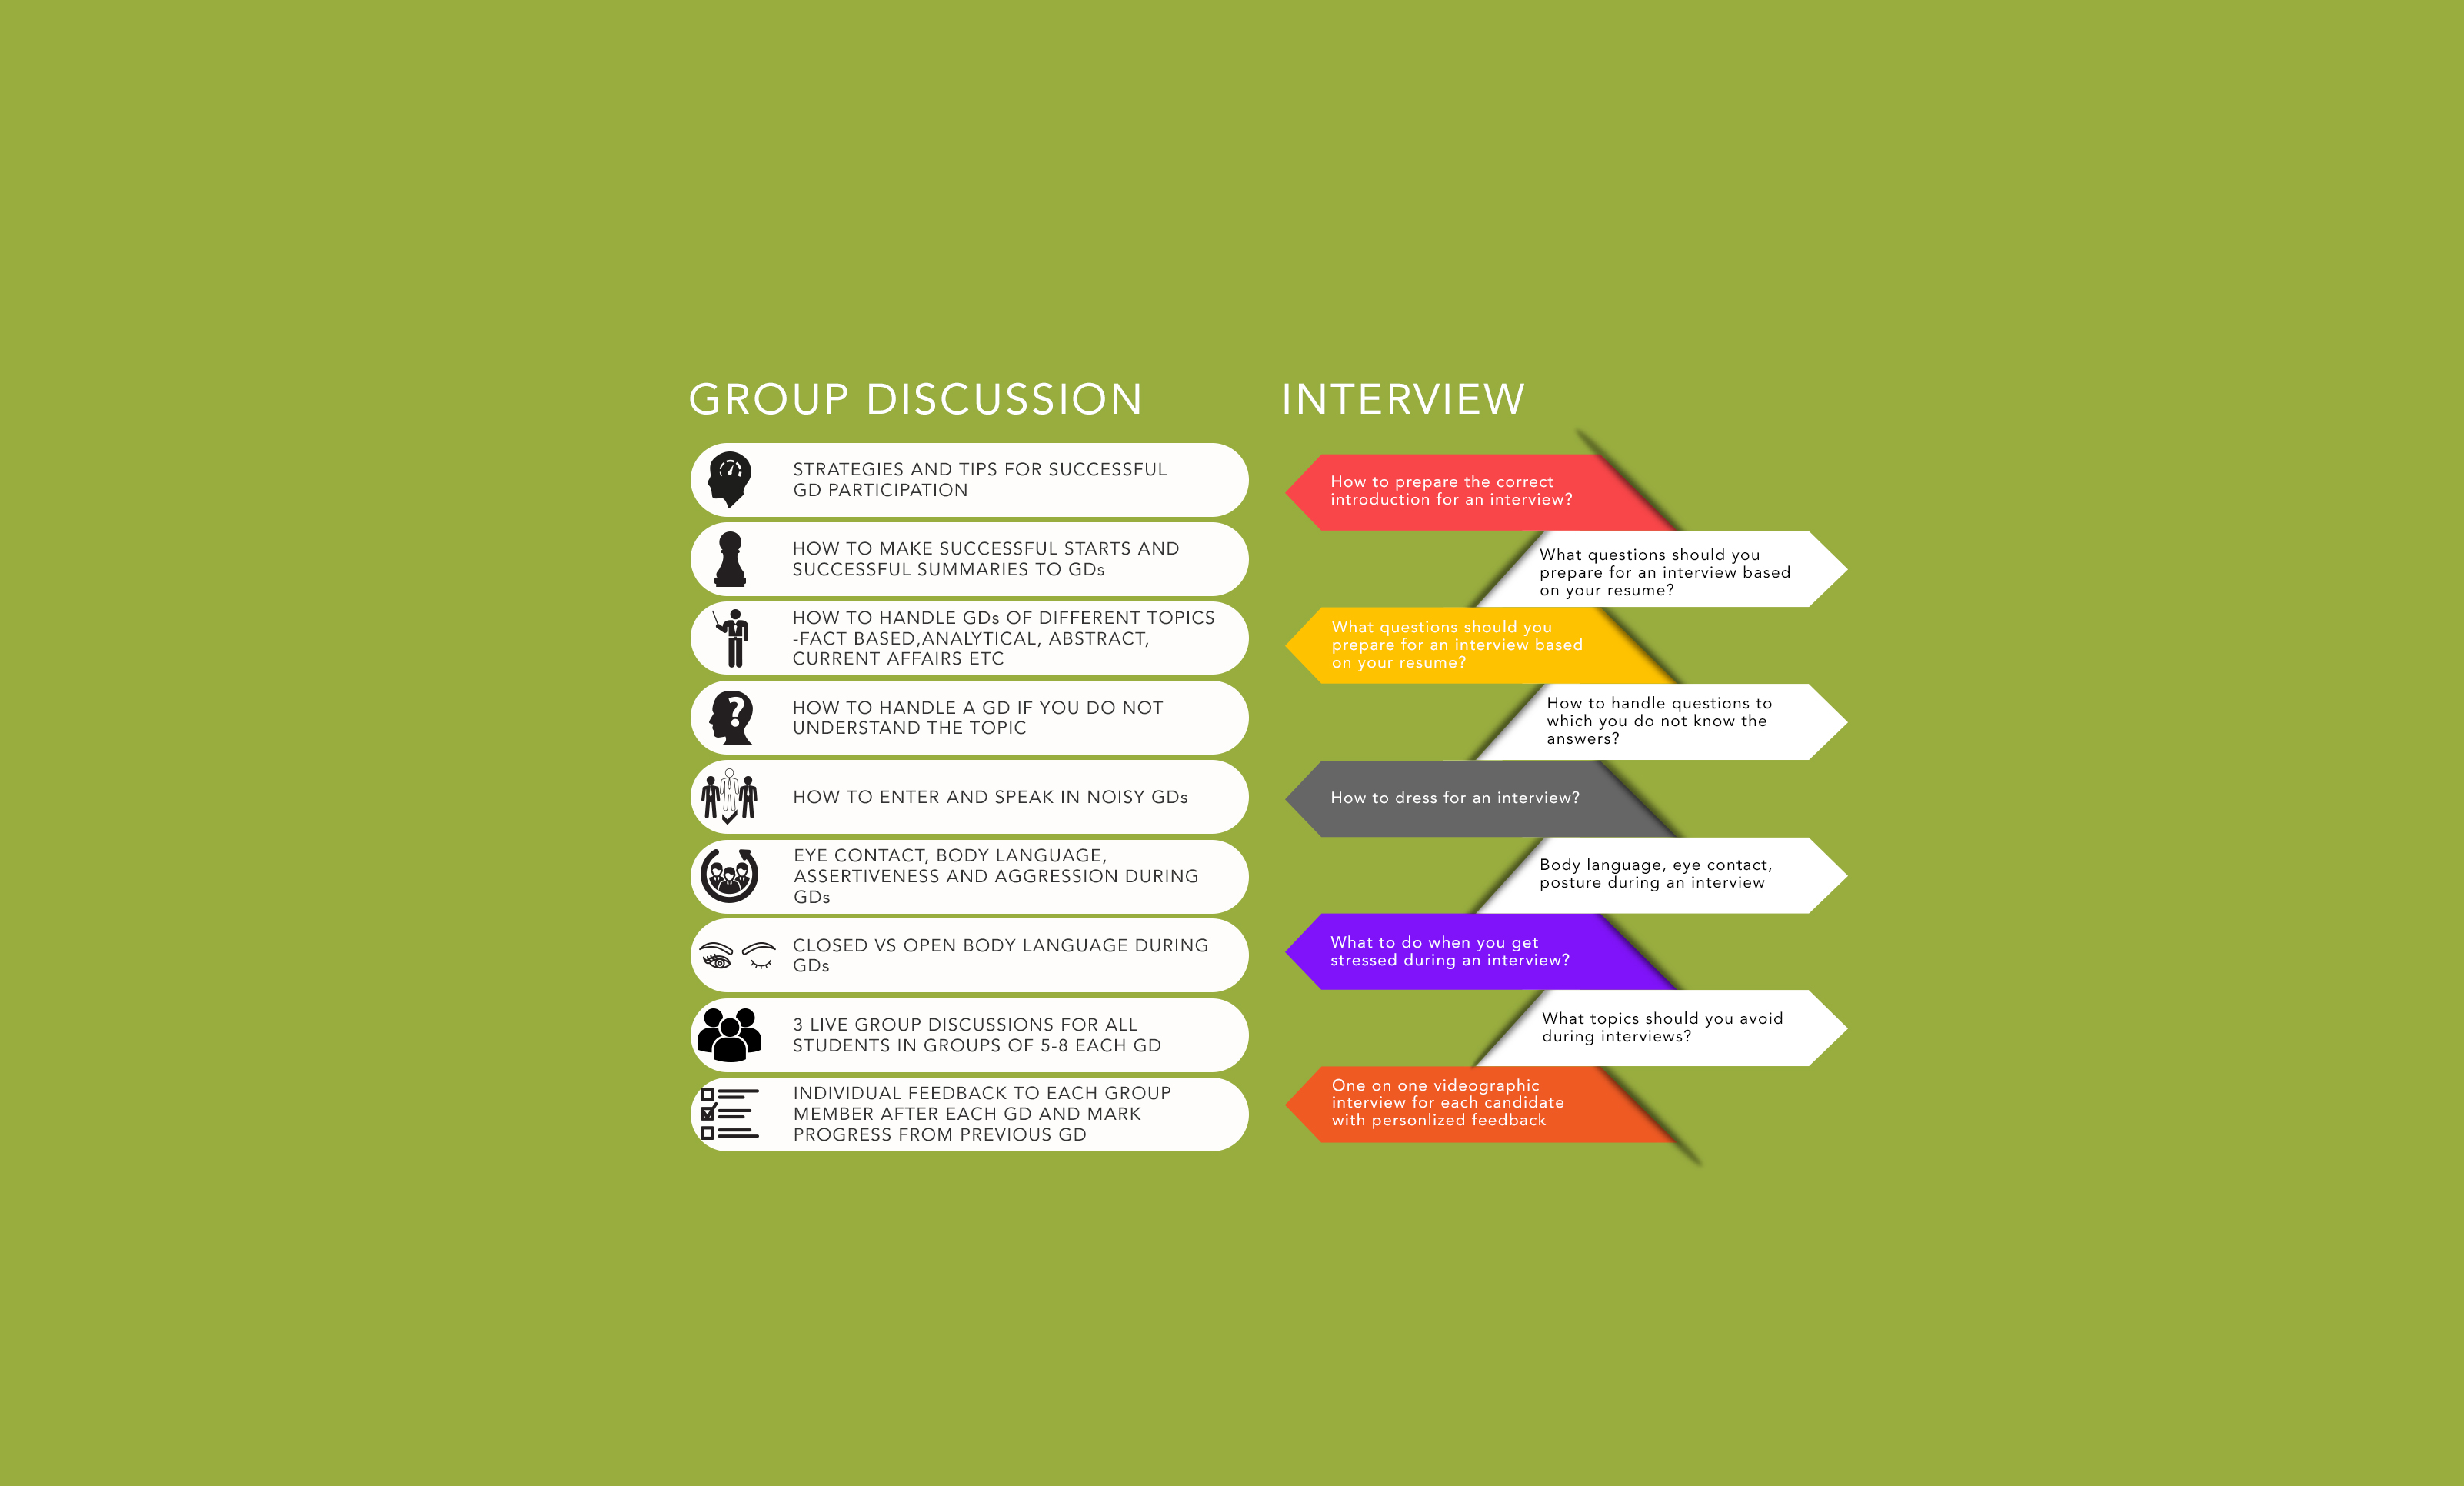 GROUP DISCUSSION
STRATEGIES AND TIPS FOR SUCCESSFUL
GD PARTICIPATION
HOW TO MAKE SUCCESSFUL STARTS AND
SUCCESSFUL SUMMARIES TO GDs
HOW TO HANDLE GDs OF DIFFERENT TOPICS
-FACT BASED,ANALYTICAL, ABSTRACT,
CURRENT AFFAIRS ETC
HOW TO HANDLE A GD IF YOU DO NOT
UNDERSTAND THE TOPIC
HOW TO ENTER AND SPEAK IN NOISY GDs
EYE CONTACT, BODY LANGUAGE,
ASSERTIVENESS AND AGGRESSION DURING
GDs
CLOSED VS OPEN BODY LANGUAGE DURING
GDs
3 LIVE GROUP DISCUSSIONS FOR ALL
STUDENTS IN GROUPS OF 5-8 EACH GD
INDIVIDUAL FEEDBACK TO EACH GROUP
MEMBER AFTER EACH GD AND MARK
PROGRESS FROM PREVIOUS GD
INTERVIEW
How to prepare the correct
introduction for an interview?
What questions should you
prepare for an interview based
on your resume?
What questions should you
prepare for an interview based
on your resume?
How to handle questions to
which you do not know the
answers?
How to dress for an interview?
Body language, eye contact,
posture during an interview
What to do when you get
stressed during an interview?
What topics should you avoid
during interviews?
One on one videographic
interview for each candidate
with personlized feedback